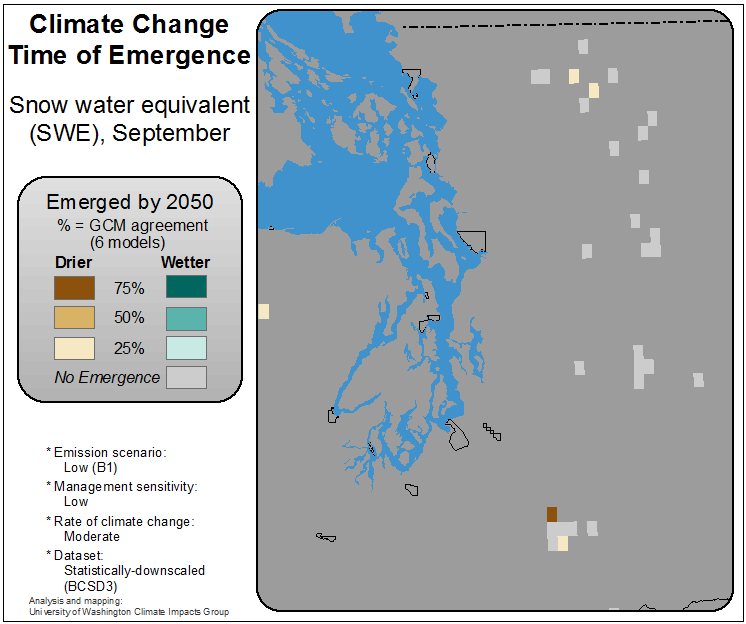 Climate Change
Time of Emergence
Snow water equivalent
(SWE), September
Emerged by 2050
% = GCM agreement
(6 models)
Drier Wetter
75%
50%
25%
No Emergence
* Emission scenario:
Low (B1)
* Management sensitivity:
Low
* Rate of climate change:
Moderate
* Dataset:
Statistically-downscaled
(BCSD3)
Analysis and mapping:
University of Washington Climate Impacts Group